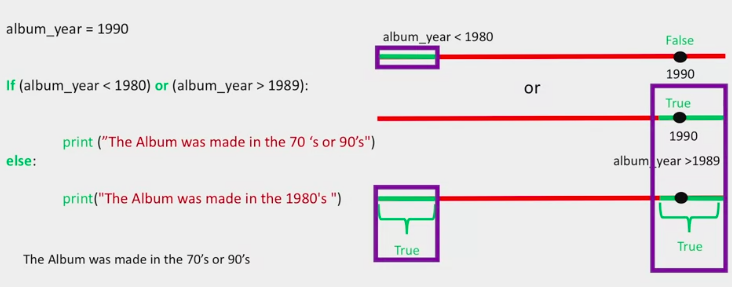 album_year = 1990
If (album_year < 1980) or (album_year > 1989):
print (”The Album was made in the 70 ‘s or 90’s")
else:
print("The Album was made in the 1980's ")
The Album was made in the 70’s or 90’s
album_year < 1980
False
1990
or
True
1990
album_year >1989
True
True